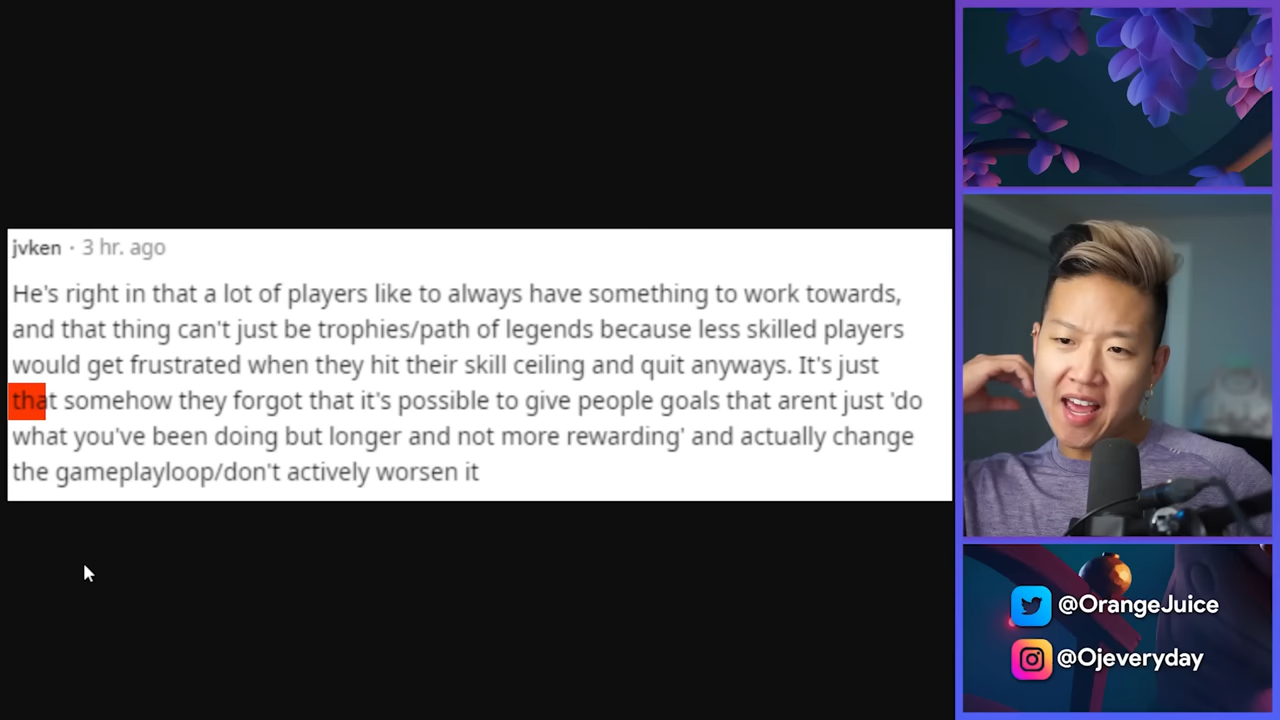 jvken · 3 hr. ago
He's right in that a lot of players like to always have something to work towards,
and that thing can't just be trophies/path of legends because less skilled players
would get frustrated when they hit their skill ceiling and quit anyways. It's just
that somehow they forgot that it's possible to give people goals that arent just 'do
what you've been doing but longer and not more rewarding' and actually change
the gameplayloop/don't actively worsen it
@OrangeJuice
@Ojeveryday